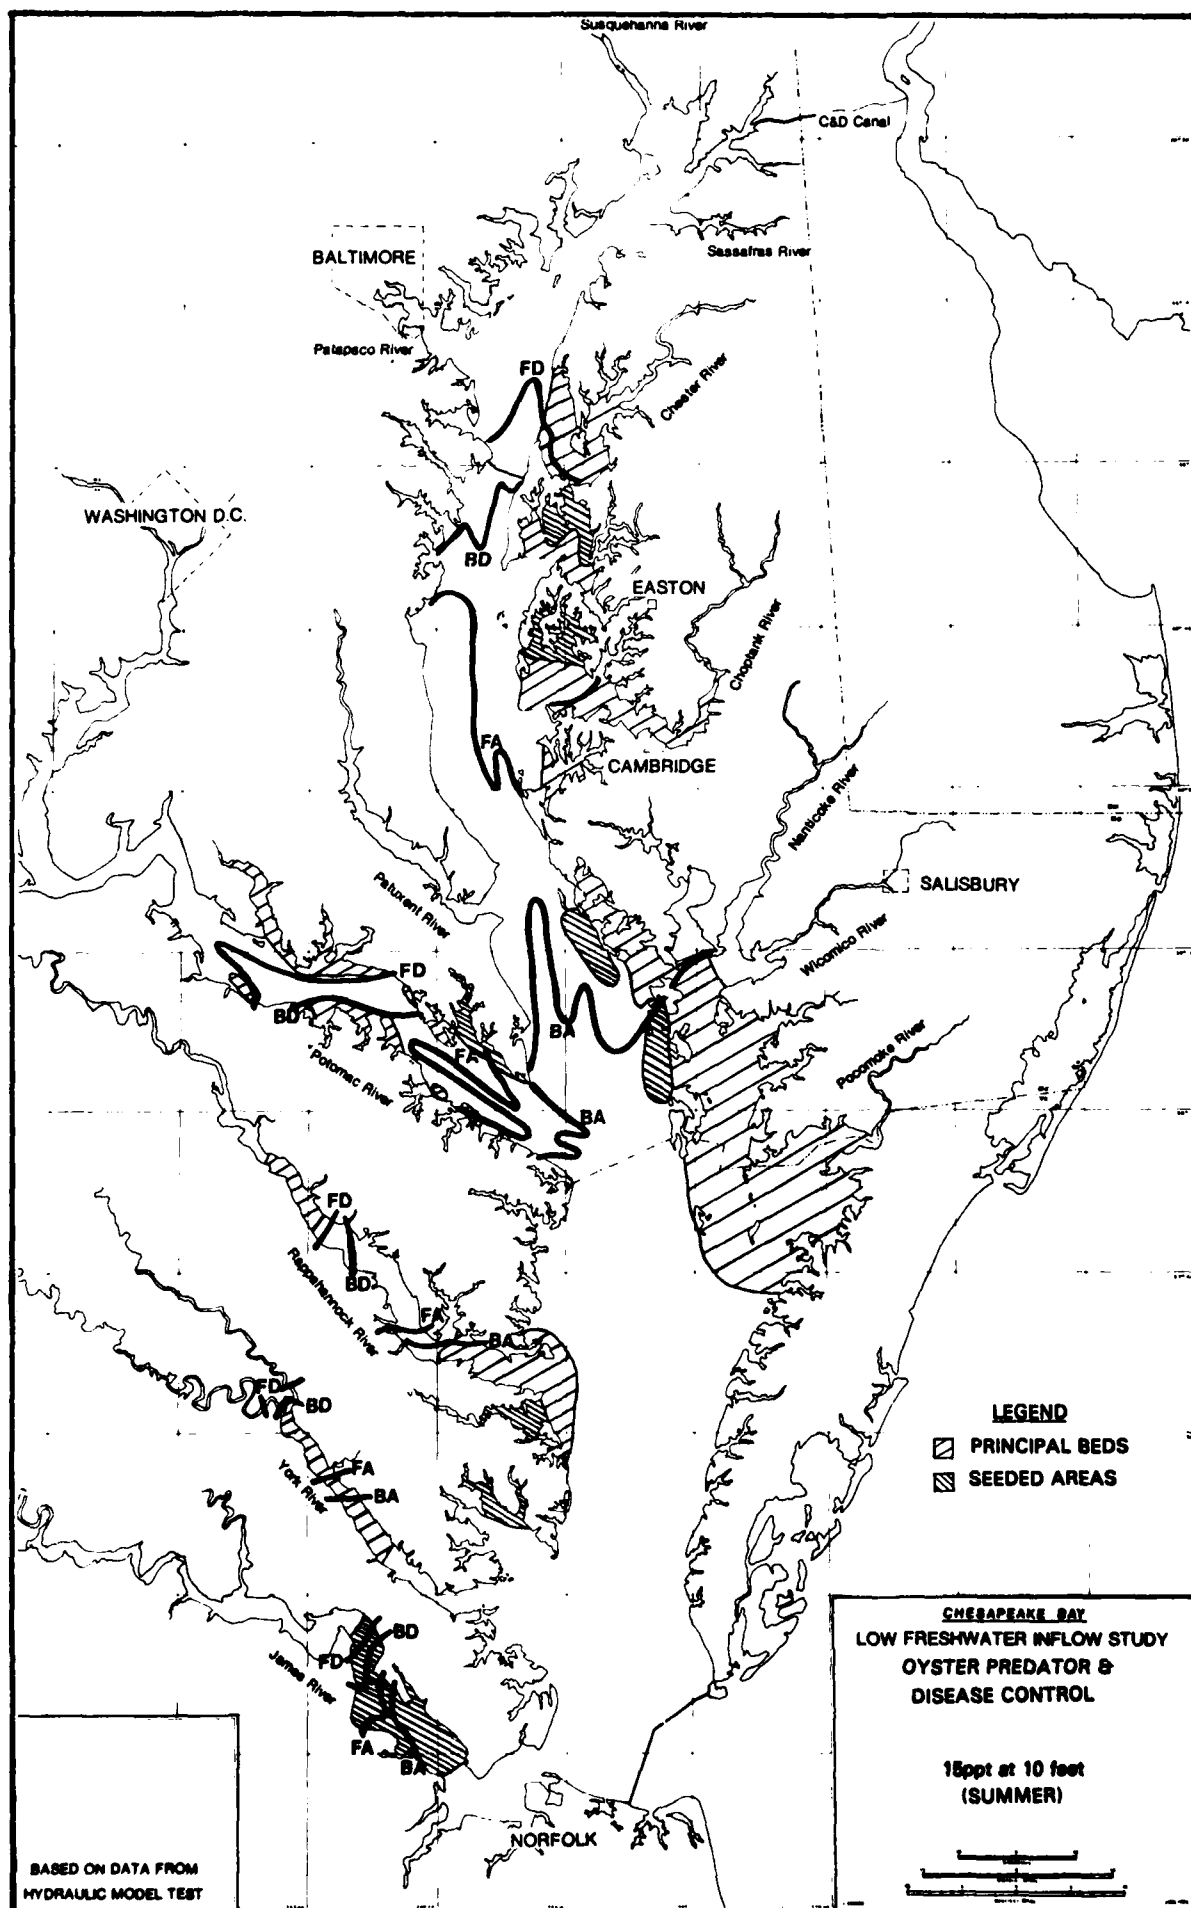 Susquehanna River
C&D Canal
Sassafras River
BALTIMORE
Patapsco River
FD
Chester River
WASHINGTON D.C.
BD
EASTON
Choptank River
FA
CAMBRIDGE
Nanticoke River
SALISBURY
Patuxent River
Wicomico River
FD
BD
BA
FA
Potomac River
Pocomoke River
BA
FD
BD
Rappahannock River
FA
BA
FD
BD
LEGEND
PRINCIPAL BEDS
SEEDED AREAS
York River
FA
BA
BD
FD
James River
FA
BA
NORFOLK
CHESAPEAKE BAY
LOW FRESHWATER INFLOW STUDY
OYSTER PREDATOR &
DISEASE CONTROL
15ppt at 10 feet
(SUMMER)
BASED ON DATA FROM
HYDRAULIC MODEL TEST